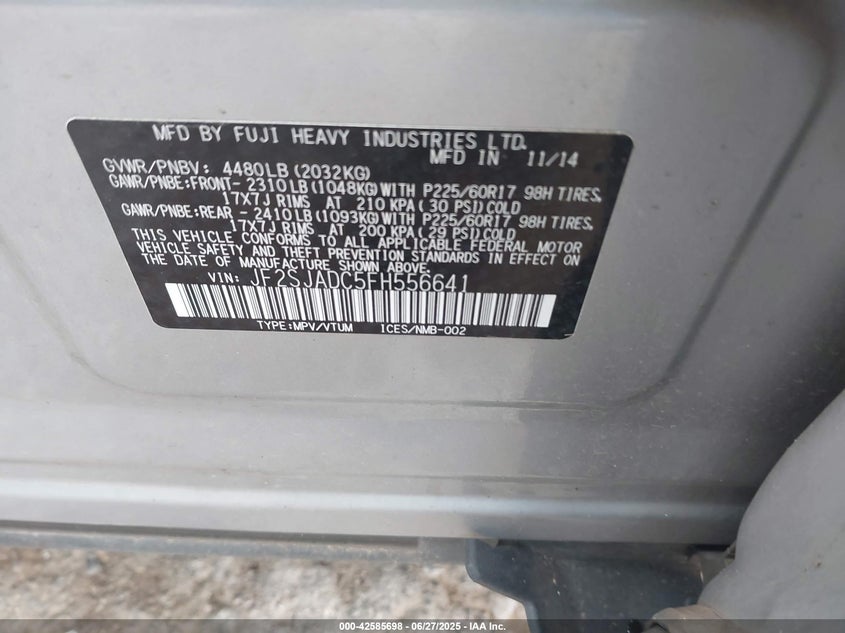 MFD BY FUJI HEAVY INDUSTRIES LTD.
MFD IN 11/14
GVWR/PNBV: 4480LB(2032KG)
GAWR/PNBE:FRONT- 2310LB(1048KG)WITH P225/60R17 98H TIRES,
17X7J RIMS AT 210 KPA(30 PSI)COLD
GAWR/PNBE:REAR - 2410LB(1093KG)WITH P225/60R17 98H TIRES,
17X7J RIMS AT 200 KPA(29 PSI)COLD
THIS VEHICLE CONFORMS TO ALL APPLICABLE FEDERAL MOTOR
VEHICLE SAFETY AND THEFT PREVENTION STANDARDS IN EFFECT ON
THE DATE OF MANUFACTURE SHOWN ABOVE.
VIN: JF2SJADC5FH556641
TYPE:MPV/VTUM ICES/NMB-002
000-42585698 - 06/27/2025 - IAA Inc.